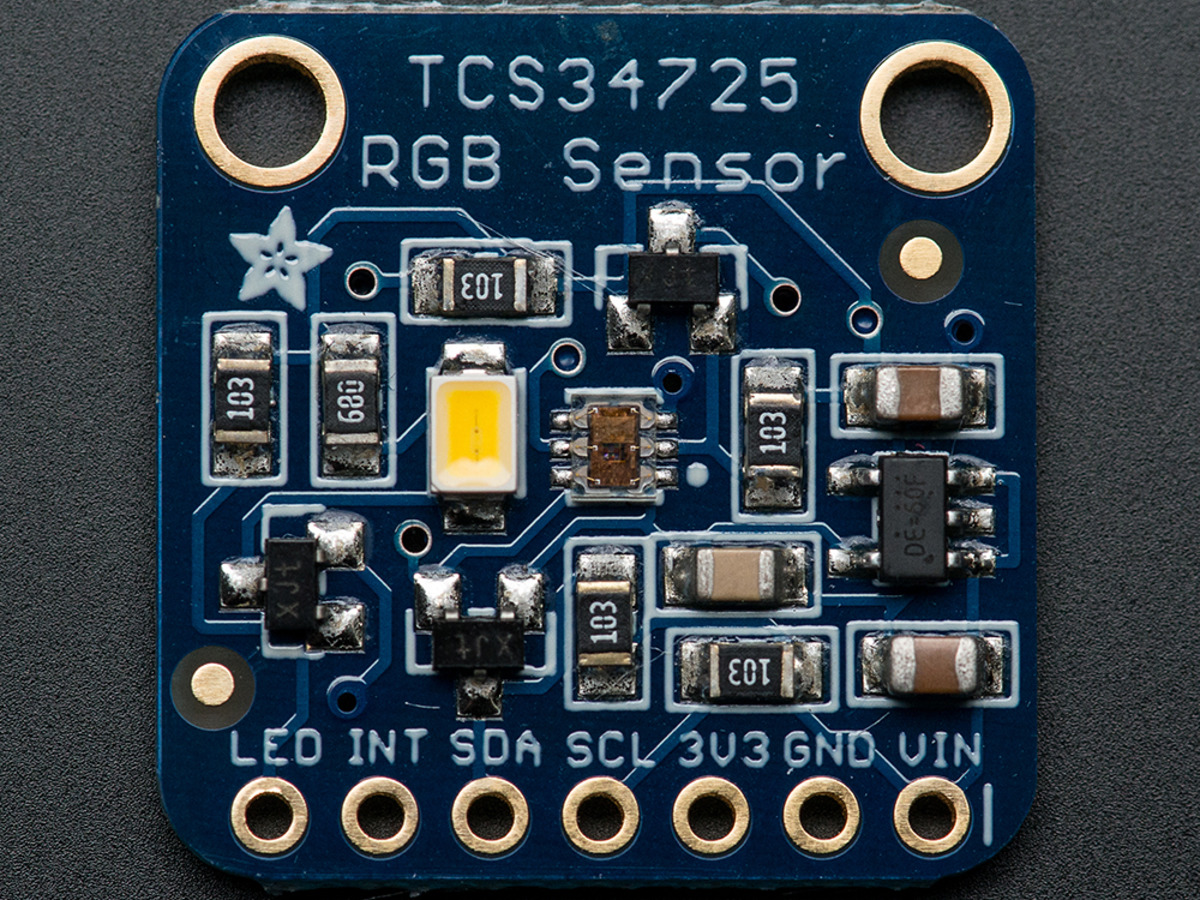 TCS34725
RGB Sensor
103
103
680
103
DE=60F
XJt
XJt
103
103
LED INT SDA SCL 3V3 GND VIN